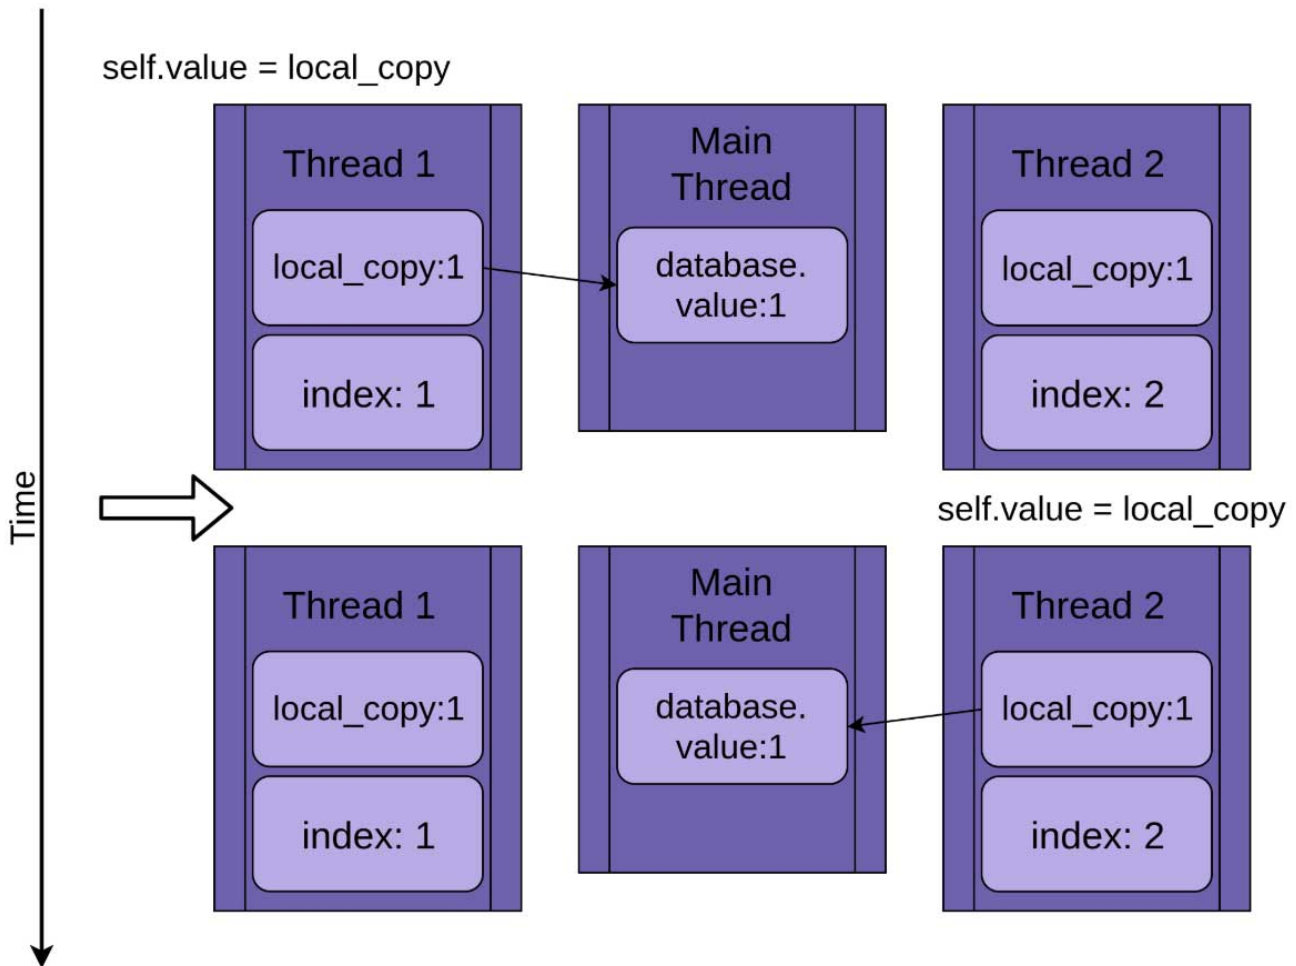 self.value = local_copy
Thread 1
Main
Thread
Thread 2
local_copy:1
database.
value:1
local_copy:1
index: 1
index: 2
Time
self.value = local_copy
Thread 1
Main
Thread
Thread 2
local_copy:1
database.
value:1
local_copy:1
index: 1
index: 2